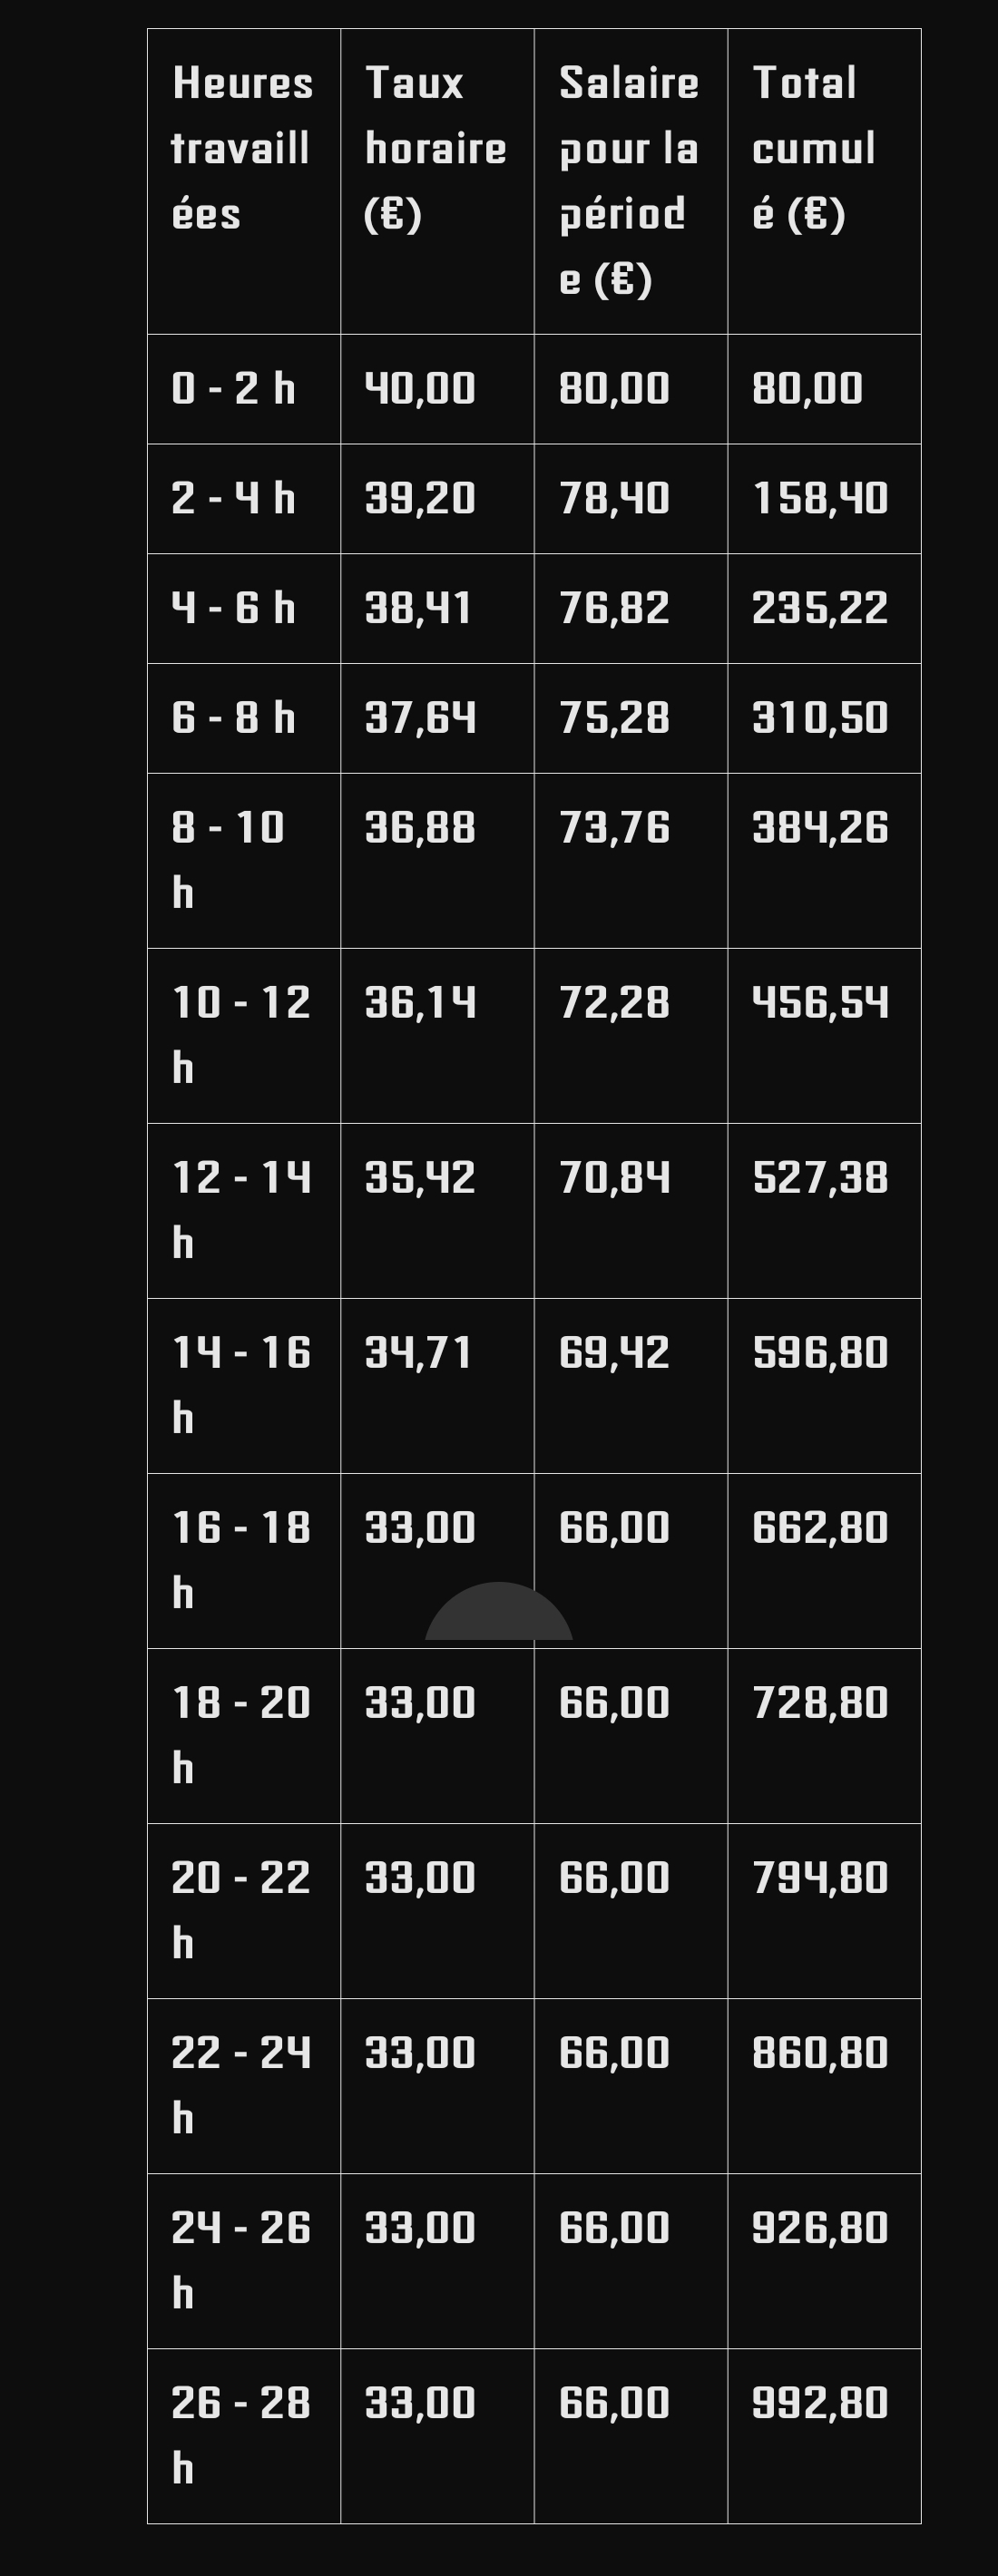 Heures travaillées | Taux horaire (€) | Salaire pour la période (€) | Total cumulé (€)
0 - 2 h | 40,00 | 80,00 | 80,00
2 - 4 h | 39,20 | 78,40 | 158,40
4 - 6 h | 38,41 | 76,82 | 235,22
6 - 8 h | 37,64 | 75,28 | 310,50
8 - 10 h | 36,88 | 73,76 | 384,26
10 - 12 h | 36,14 | 72,28 | 456,54
12 - 14 h | 35,42 | 70,84 | 527,38
14 - 16 h | 34,71 | 69,42 | 596,80
16 - 18 h | 33,00 | 66,00 | 662,80
18 - 20 h | 33,00 | 66,00 | 728,80
20 - 22 h | 33,00 | 66,00 | 794,80
22 - 24 h | 33,00 | 66,00 | 860,80
24 - 26 h | 33,00 | 66,00 | 926,80
26 - 28 h | 33,00 | 66,00 | 992,80